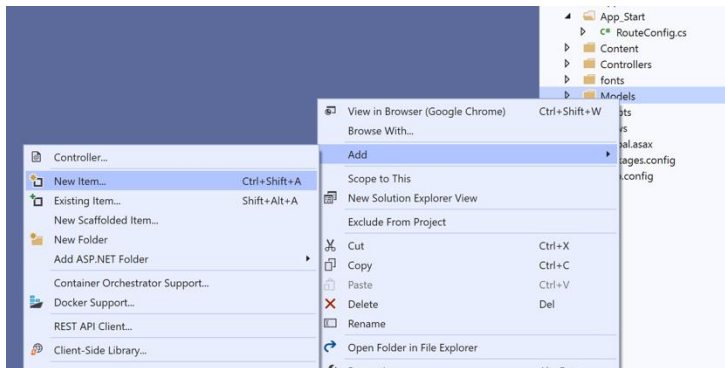 App_Start
C# RouteConfig.cs
Content
Controllers
fonts
Models
View in Browser (Google Chrome) Ctrl+Shift+W
Browse With...
Add
Scope to This
New Solution Explorer View
Exclude From Project
Cut Ctrl+X
Copy Ctrl+C
Paste Ctrl+V
Delete Del
Rename
Open Folder in File Explorer
Controller...
New Item... Ctrl+Shift+A
Existing Item... Shift+Alt+A
New Scaffolded Item...
New Folder
Add ASP.NET Folder
Container Orchestrator Support...
Docker Support...
REST API Client...
Client-Side Library...